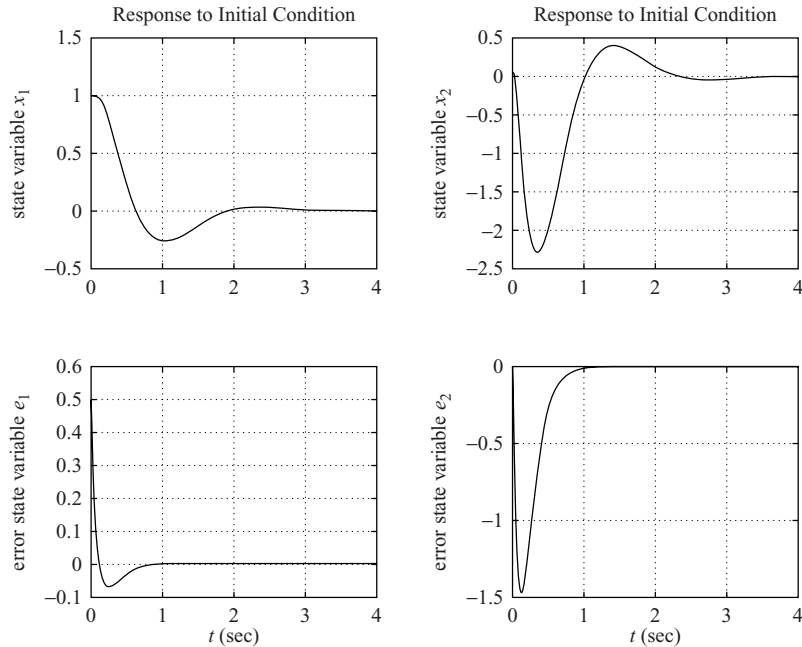 Response to Initial Condition
1.5
1
0.5
0
−0.5
state variable x1
0 1 2 3 4
Response to Initial Condition
0.5
0
−0.5
−1
−1.5
−2
−2.5
state variable x2
0 1 2 3 4
0.6
0.5
0.4
0.3
0.2
0.1
0
−0.1
error state variable e1
0 1 2 3 4
t (sec)
0
−0.5
−1
−1.5
error state variable e2
0 1 2 3 4
t (sec)